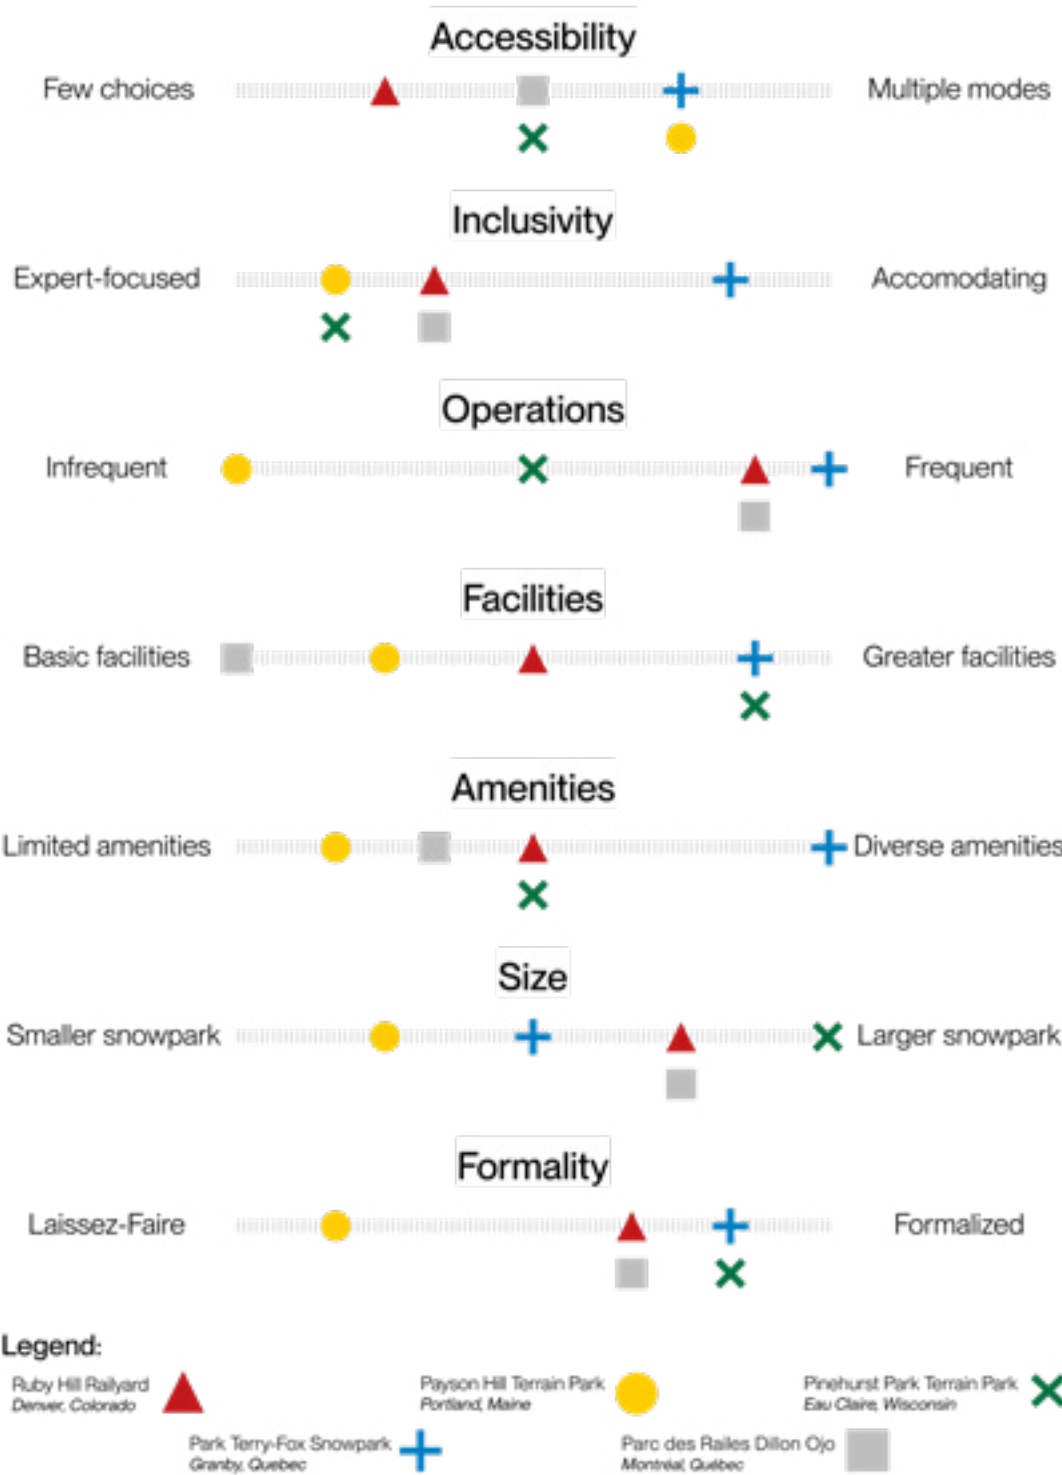 Accessibility
Few choices
Multiple modes
Inclusivity
Expert-focused
Accomodating
Operations
Infrequent
Frequent
Facilities
Basic facilities
Greater facilities
Amenities
Limited amenities
Diverse amenities
Size
Smaller snowpark
Larger snowpark
Formality
Laissez-Faire
Formalized
Legend:
Ruby Hill Railyard
Denver, Colorado
Payson Hill Terrain Park
Portland, Maine
Pinehurst Park Terrain Park
Eau Claire, Wisconsin
Park Terry-Fox Snowpark
Granby, Quebec
Parc des Railes Dillon Ojo
Montréal, Québec